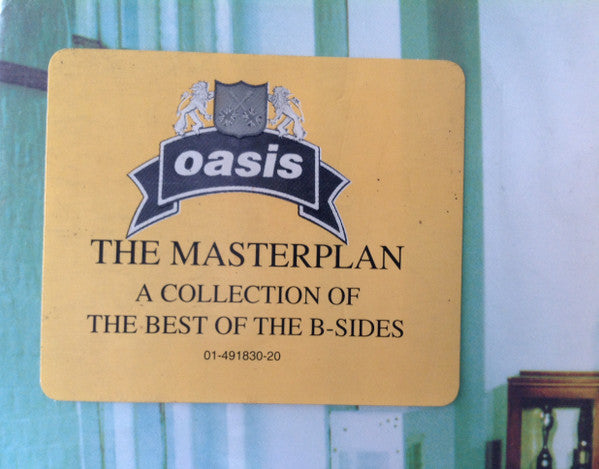 oasis
THE MASTERPLAN
A COLLECTION OF
THE BEST OF THE B-SIDES
01-491830-20